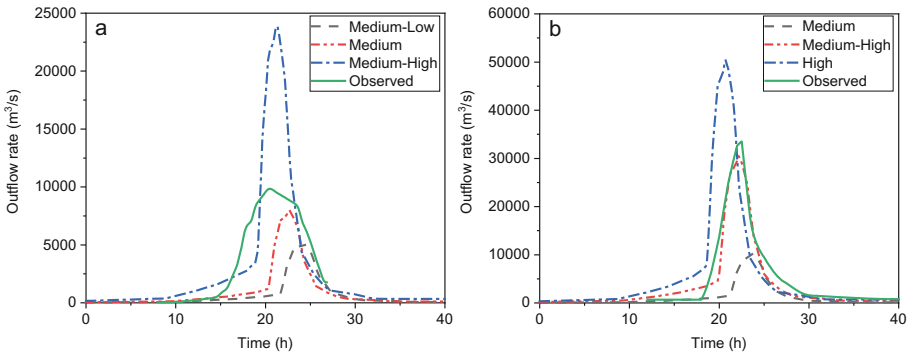 a
Medium-Low
Medium
Medium-High
Observed
25000
20000
15000
10000
5000
0
Outflow rate (m³/s)
0
10
20
30
40
Time (h)
b
Medium
Medium-High
High
Observed
60000
50000
40000
30000
20000
10000
0
Outflow rate (m³/s)
0
10
20
30
40
Time (h)